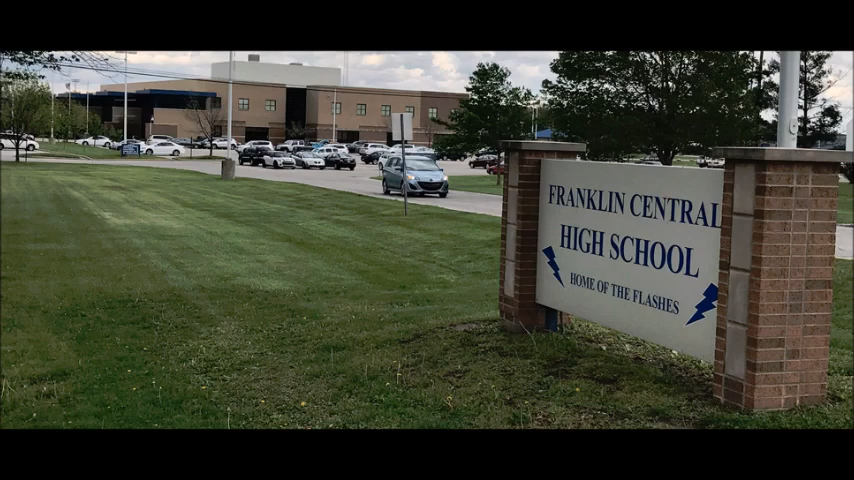 FRANKLIN CENTRAL
HIGH SCHOOL
HOME OF THE FLASHES